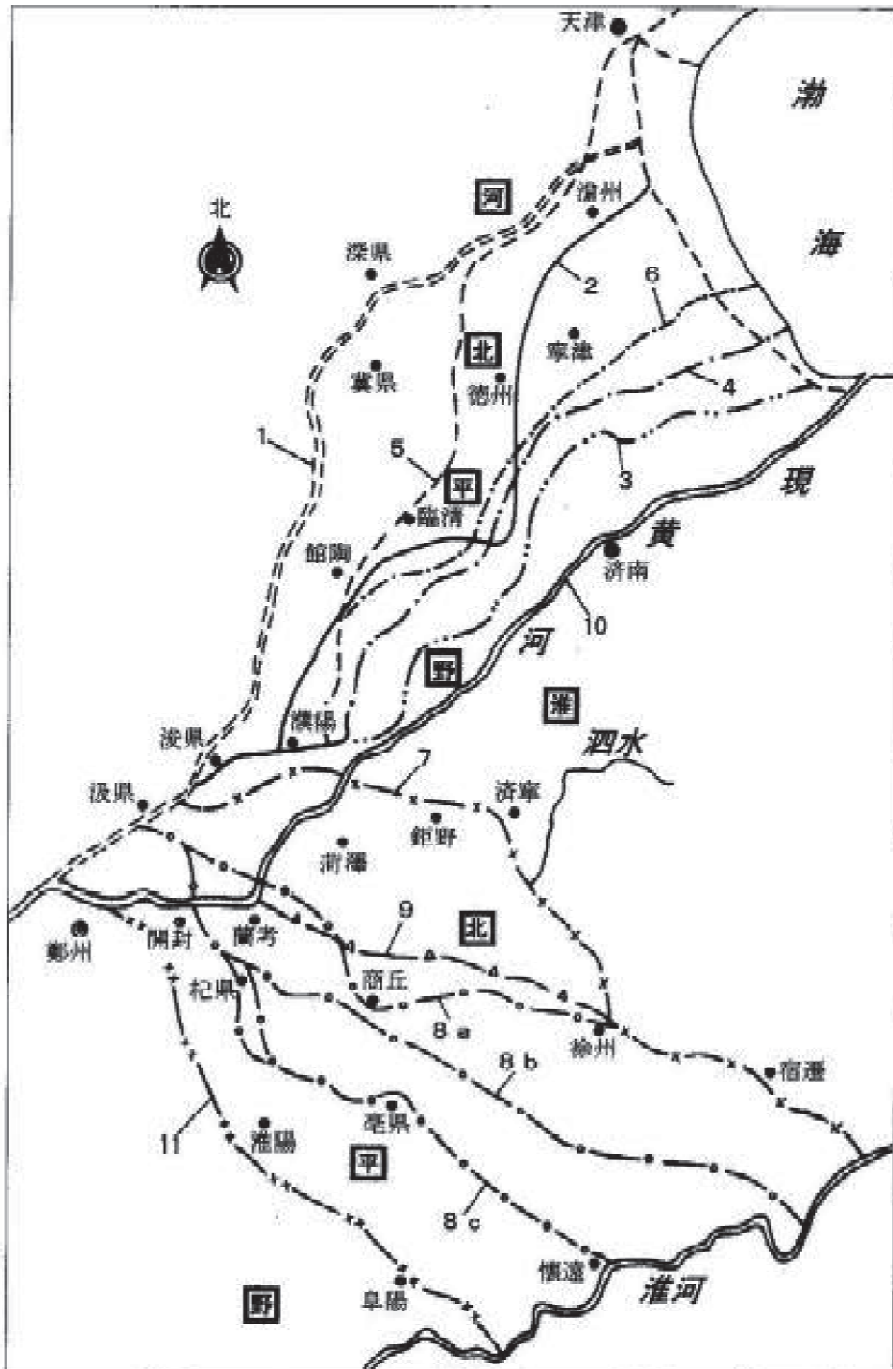 天津
渤
海
河
滄州
北
深県
2
6
寧津
北
冀県
徳州
4
1
5
平
3
臨清
現
黄
館陶
済南
10
河
野
淮
濮陽
泗水
浚県
7
済寧
汲県
鉅野
菏澤
9
北
鄭州
開封
蘭考
杞県
商丘
8 a
徐州
8 b
宿遷
11
淮陽
亳県
平
8 c
懐遠
淮河
阜陽
野